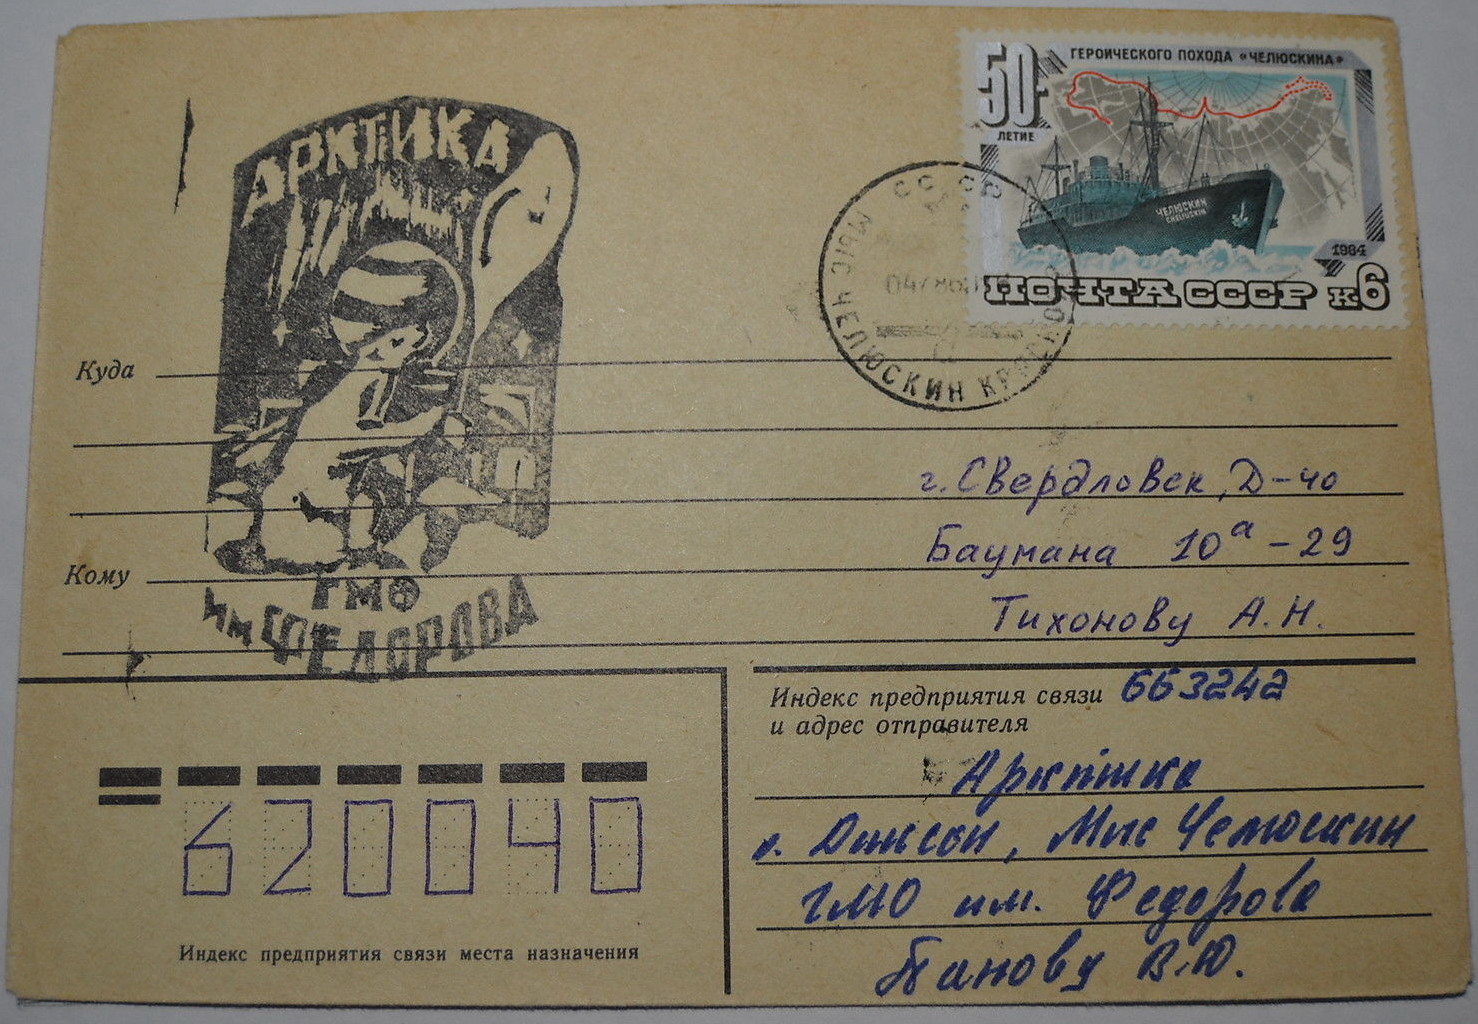 АРКТИКА
ГМО
им ФЕДОРОВА
50-
ЛЕТИЕ
ГЕРОИЧЕСКОГО ПОХОДА «ЧЕЛЮСКИНА»
ЧЕЛЮСКИН
CHELIUSKIN
1984
ПОЧТА СССР к6
СССР
МЫС ЧЕЛЮСКИН
Куда
г. Свердловск, Д-40
Баумана 10а - 29
Кому
Тихонову А.Н.
Индекс предприятия связи 663242
и адрес отправителя
Арктика
о. Диксон, Мыс Челюскин
ГМО им. Федорова
Панову В.Ю.
620040
Индекс предприятия связи места назначения